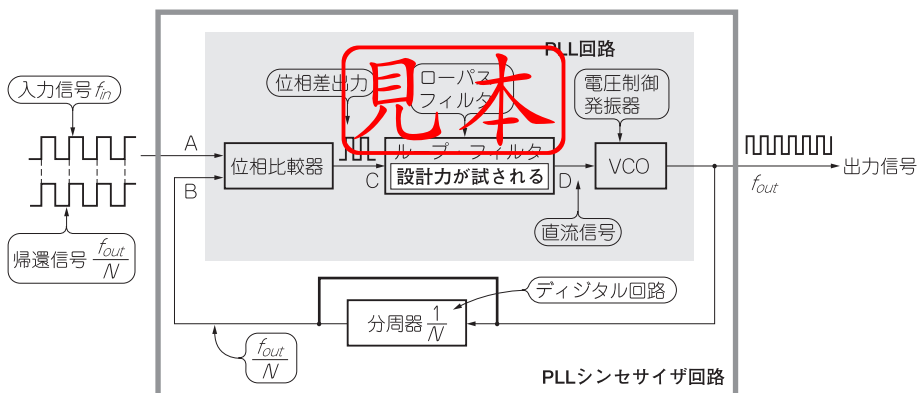 PLL回路
見本
位相差出力
ローパス
フィルタ
電圧制御
発振器
入力信号 fin
A
B
位相比較器
C
ループ・フィルタ
設計力が試される
D
VCO
fout
出力信号
直流信号
帰還信号 fout/N
ディジタル回路
分周器 1/N
fout/N
PLLシンセサイザ回路